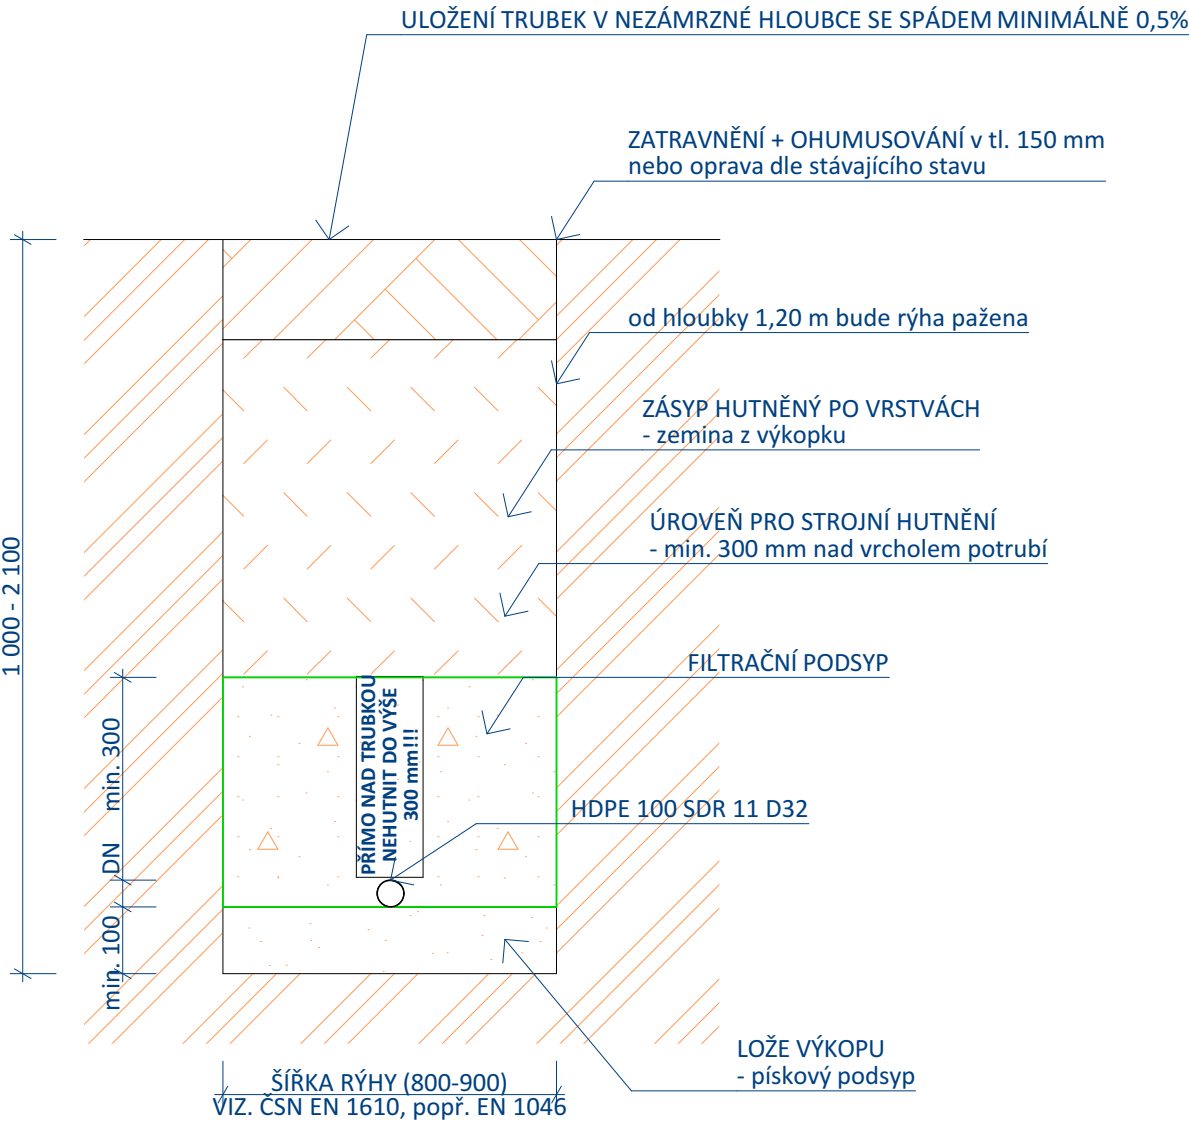 ULOŽENÍ TRUBEK V NEZÁMRZNÉ HLOUBCE SE SPÁDEM MINIMÁLNĚ 0,5%
ZATRAVNĚNÍ + OHUMUSOVÁNÍ v tl. 150 mm
nebo oprava dle stávajícího stavu
od hloubky 1,20 m bude rýha pažena
ZÁSYP HUTNĚNÝ PO VRSTVÁCH
- zemina z výkopku
ÚROVEŇ PRO STROJNÍ HUTNĚNÍ
- min. 300 mm nad vrcholem potrubí
1 000 - 2 100
FILTRAČNÍ PODSYP
min. 300
PŘÍMO NAD TRUBKOU
NEHUTNIT DO VÝŠE
300 mm!!!
HDPE 100 SDR 11 D32
DN
min. 100
LOŽE VÝKOPU
- pískový podsyp
ŠÍŘKA RÝHY (800-900)
VIZ. ČSN EN 1610, popř. EN 1046